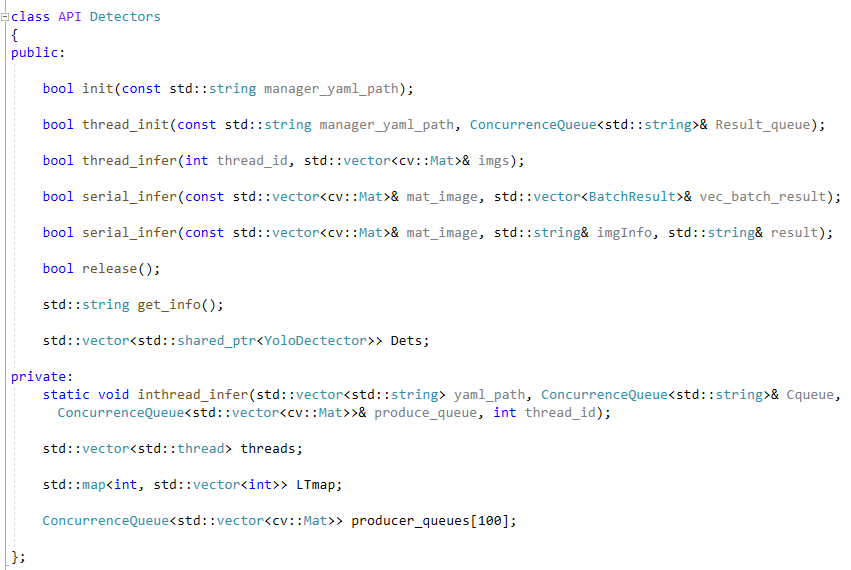 class API Detectors
{
public:
bool init(const std::string manager_yaml_path);
bool thread_init(const std::string manager_yaml_path, ConcurrenceQueue<std::string>& Result_queue);
bool thread_infer(int thread_id, std::vector<cv::Mat>& imgs);
bool serial_infer(const std::vector<cv::Mat>& mat_image, std::vector<BatchResult>& vec_batch_result);
bool serial_infer(const std::vector<cv::Mat>& mat_image, std::string& imgInfo, std::string& result);
bool release();
std::string get_info();
std::vector<std::shared_ptr<YoloDectector>> Dets;
private:
static void inthread_infer(std::vector<std::string> yaml_path, ConcurrenceQueue<std::string>& Cqueue,
ConcurrenceQueue<std::vector<cv::Mat>>& produce_queue, int thread_id);
std::vector<std::thread> threads;
std::map<int, std::vector<int>> LTmap;
ConcurrenceQueue<std::vector<cv::Mat>> producer_queues[100];
};